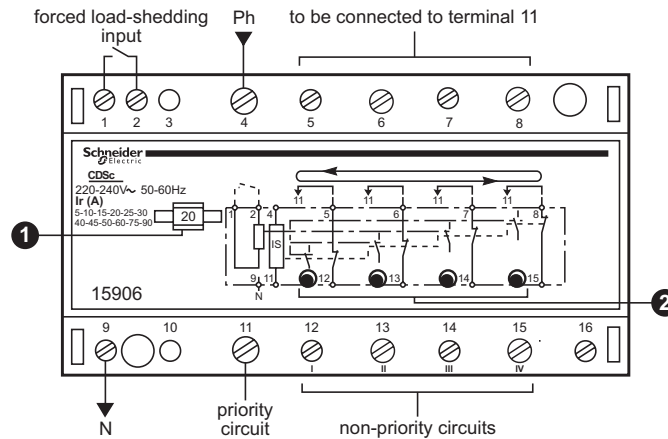 forced load-shedding
input
Ph
to be connected to terminal 11
1 2 3 4 5 6 7 8
Schneider
Electric
CDSc
220-240V~ 50-60Hz
Ir (A)
5-10-15-20-25-30
40-45-50-60-75-90
20
11 11 11 11
1 2 4 5 6 7 8
IS
9 11 12 13 14 15
N
15906
1
2
9 10 11 12 13 14 15 16
I II III IV
N
priority
circuit
non-priority circuits